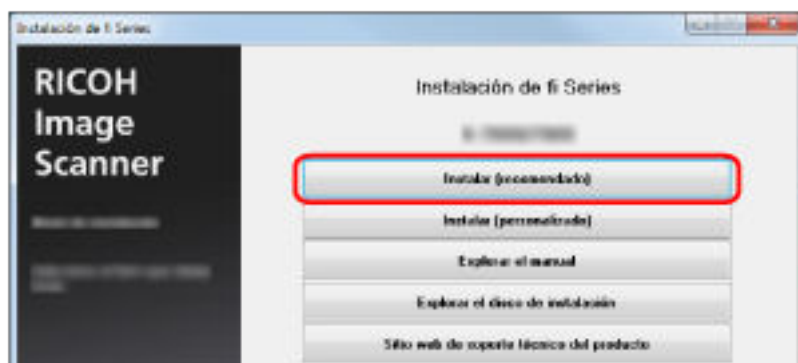 Instalación de fi Series
RICOH
Image
Scanner
Instalación de fi Series
Instalar (recomendado)
Instalar (personalizado)
Explorar el manual
Explorar el disco de instalación
Sitio web de soporte técnico del producto